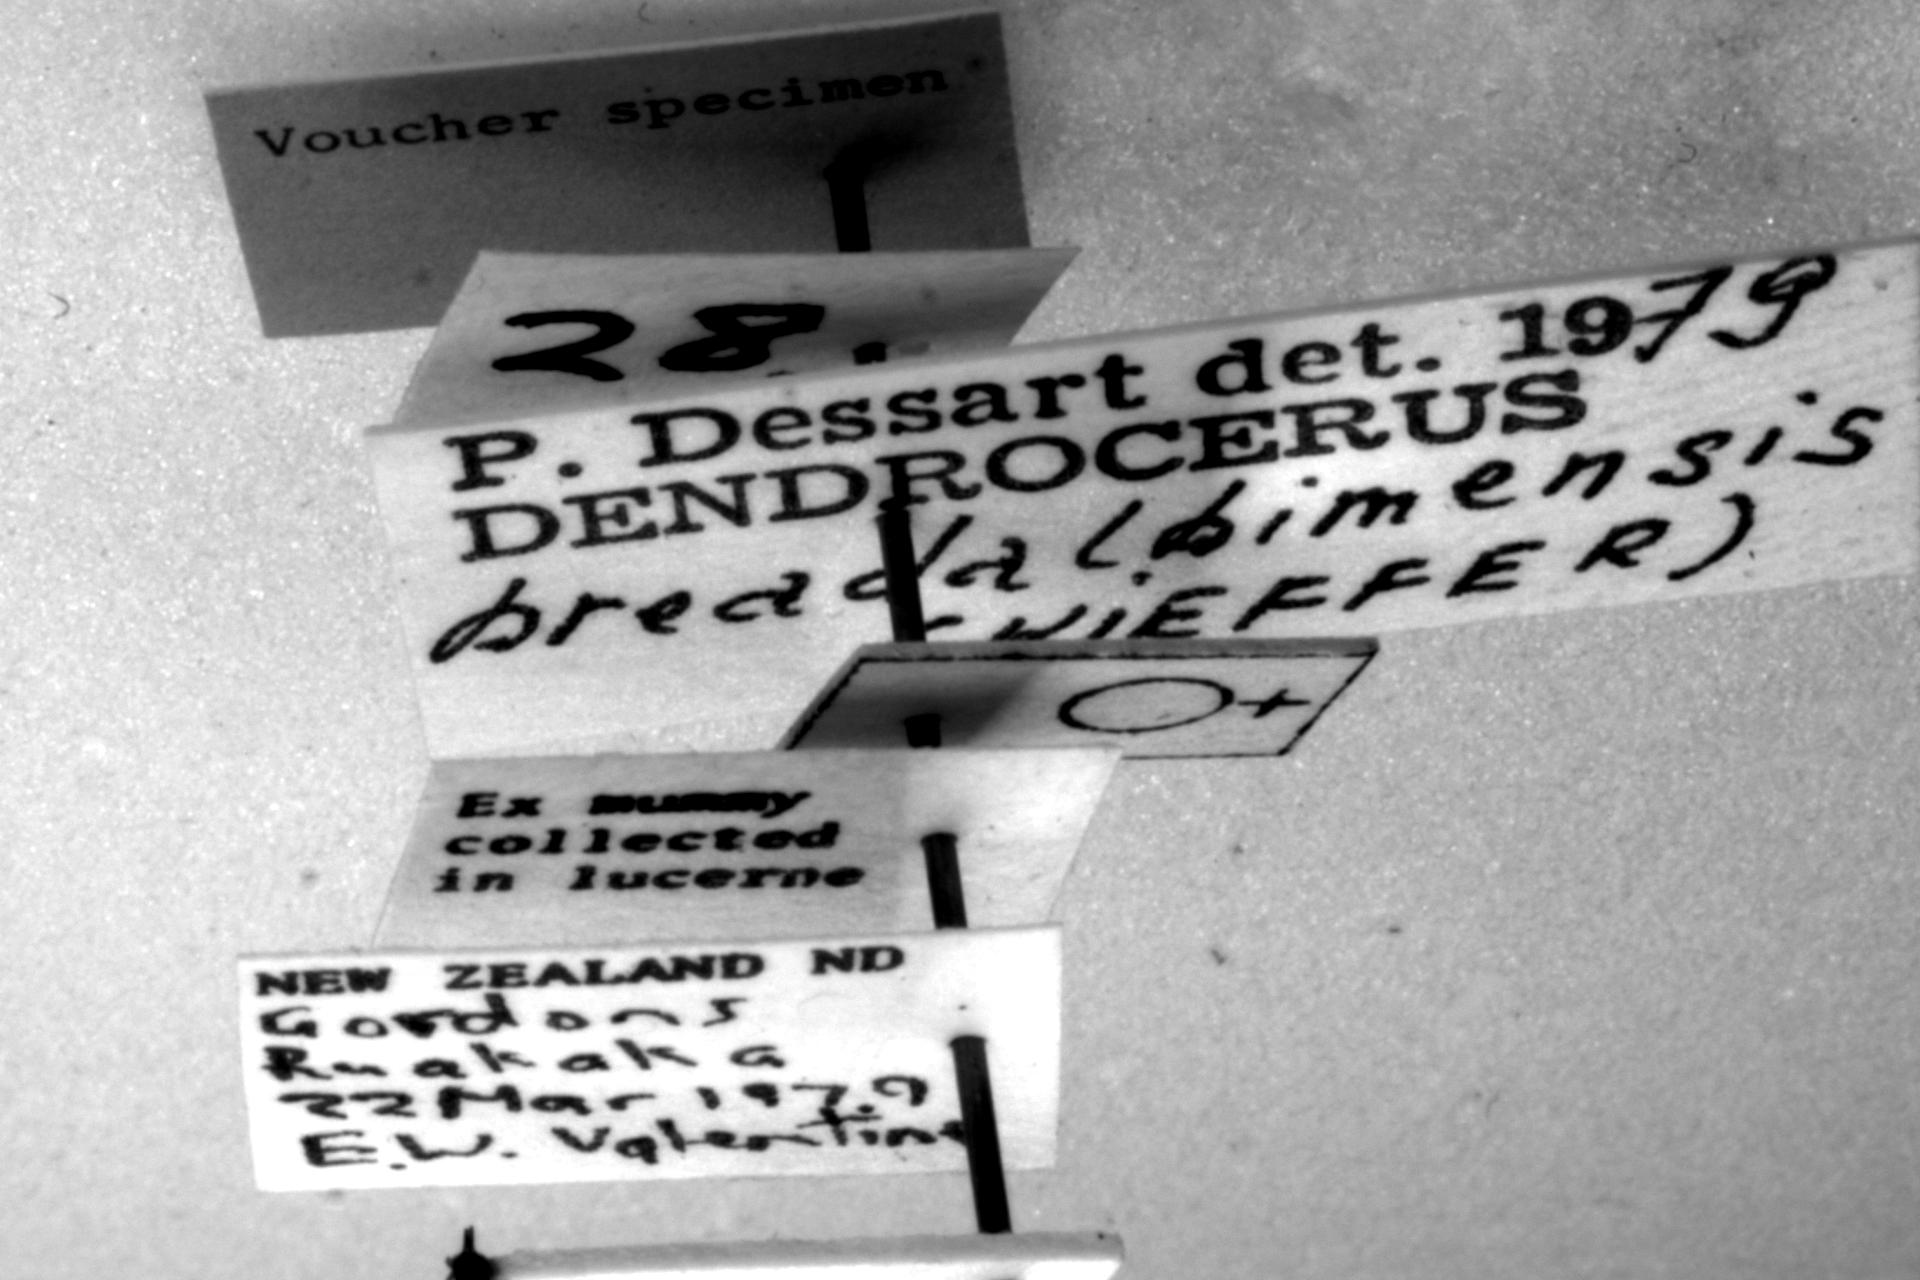 Voucher specimen
28.
P. Dessart det. 1979
DENDROCERUS
breadalbimensis
KIEFFER)
Ex mummy
collected
in lucerne
NEW ZEALAND ND
Gordons
Ruakaka
22 Mar 1979
E.W. Valentine